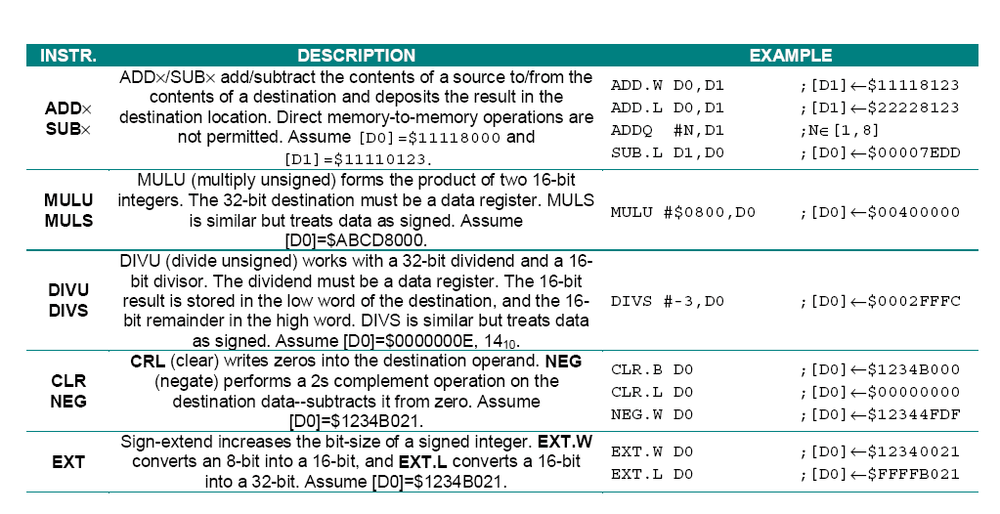 INSTR. DESCRIPTION EXAMPLE
ADD× SUB×
ADD×/SUB× add/subtract the contents of a source to/from the
contents of a destination and deposits the result in the
destination location. Direct memory-to-memory operations are
not permitted. Assume [D0]=$11118000 and
[D1]=$11110123.
ADD.W D0,D1 ;[D1]←$11118123
ADD.L D0,D1 ;[D1]←$22228123
ADDQ #N,D1 ;N∈[1,8]
SUB.L D1,D0 ;[D0]←$00007EDD
MULU
MULS
MULU (multiply unsigned) forms the product of two 16-bit
integers. The 32-bit destination must be a data register. MULS
is similar but treats data as signed. Assume
[D0]=$ABCD8000.
MULU #$0800,D0 ;[D0]←$00400000
DIVU
DIVS
DIVU (divide unsigned) works with a 32-bit dividend and a 16-
bit divisor. The dividend must be a data register. The 16-bit
result is stored in the low word of the destination, and the 16-
bit remainder in the high word. DIVS is similar but treats data
as signed. Assume [D0]=$0000000E, 14₁₀.
DIVS #-3,D0 ;[D0]←$0002FFFC
CLR
NEG
CRL (clear) writes zeros into the destination operand. NEG
(negate) performs a 2s complement operation on the
destination data--subtracts it from zero. Assume
[D0]=$1234B021.
CLR.B D0 ;[D0]←$1234B000
CLR.L D0 ;[D0]←$00000000
NEG.W D0 ;[D0]←$12344FDF
EXT
Sign-extend increases the bit-size of a signed integer. EXT.W
converts an 8-bit into a 16-bit, and EXT.L converts a 16-bit
into a 32-bit. Assume [D0]=$1234B021.
EXT.W D0 ;[D0]←$12340021
EXT.L D0 ;[D0]←$FFFFB021